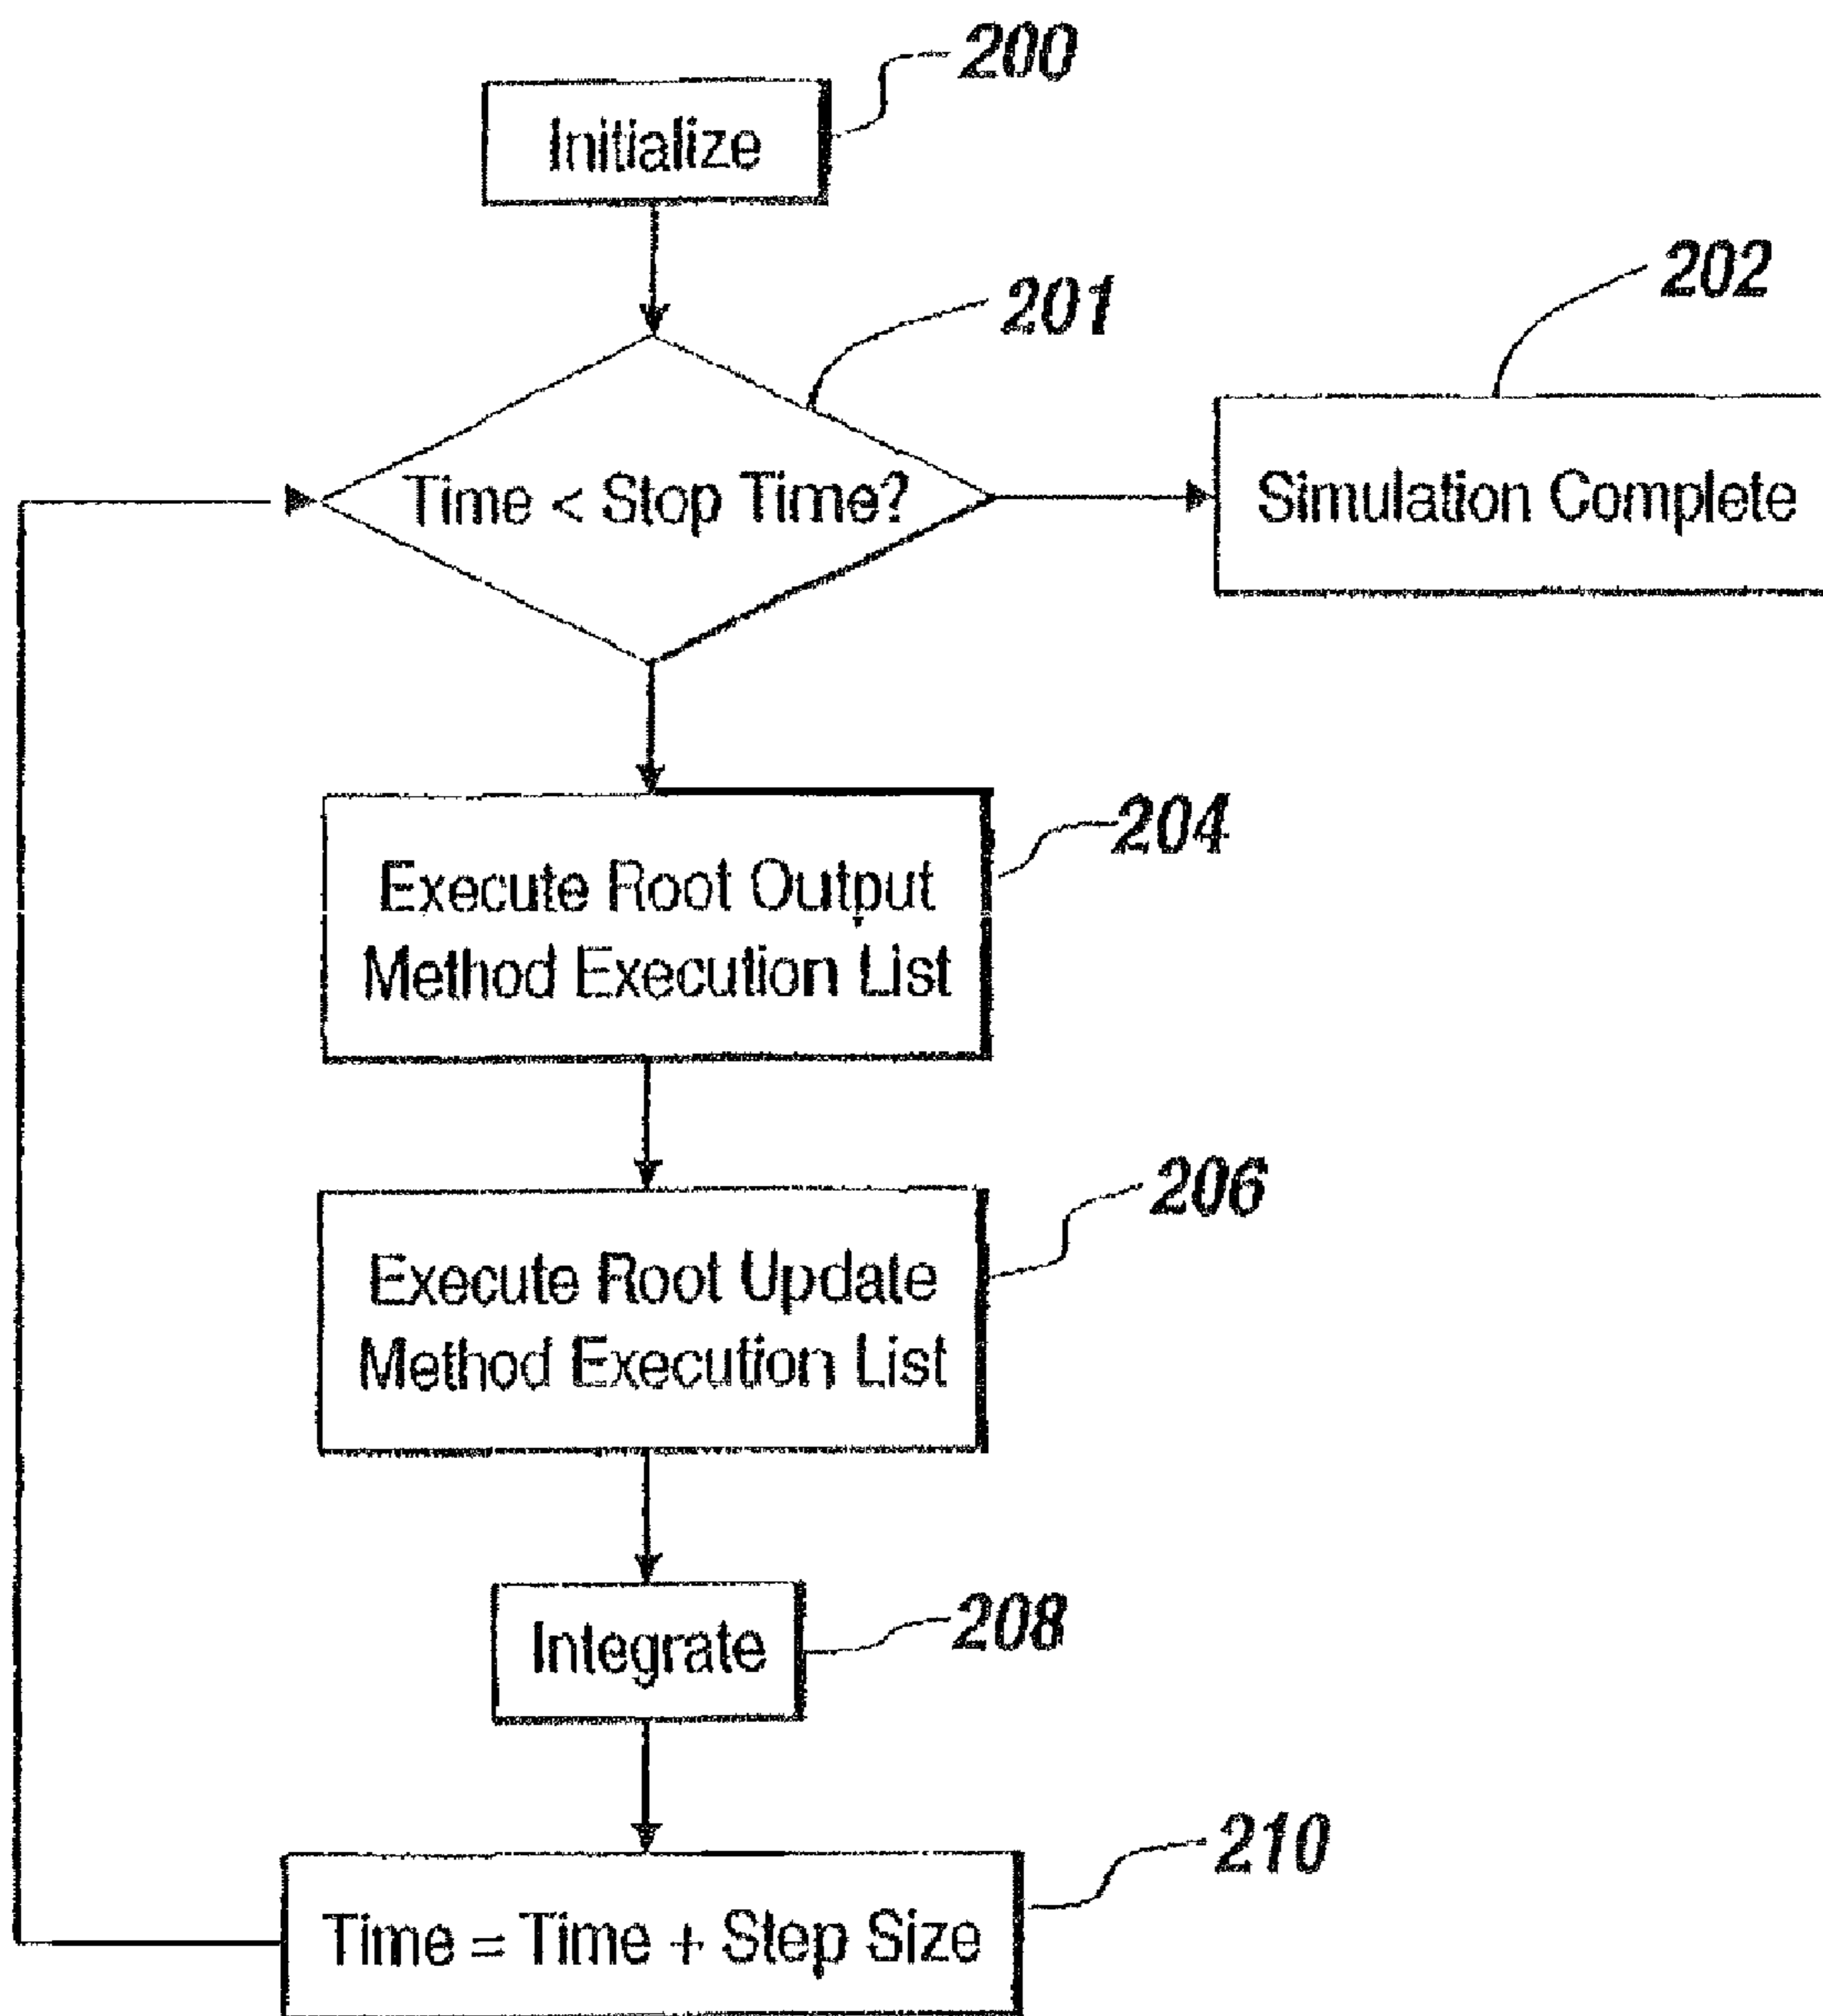 200
Initialize
201
202
Time < Stop Time?
Simulation Complete
204
Execute Root Output
Method Execution List
206
Execute Root Update
Method Execution List
208
Integrate
210
Time = Time + Step Size